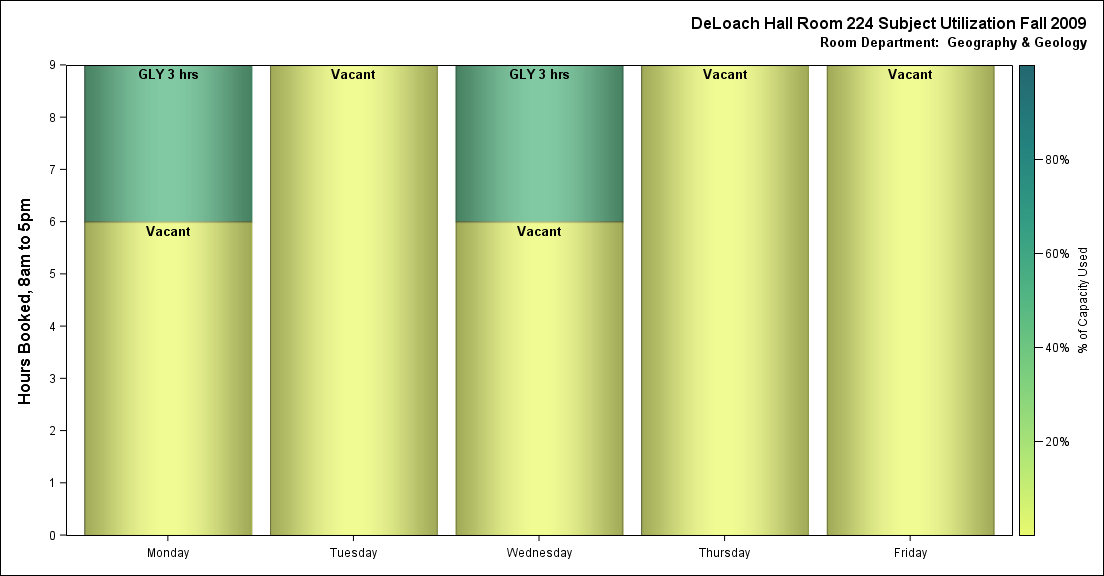 DeLoach Hall Room 224 Subject Utilization Fall 2009
Room Department:  Geography & Geology
Hours Booked, 8am to 5pm
9
8
7
6
5
4
3
2
1
0
GLY 3 hrs
Vacant
Vacant
GLY 3 hrs
Vacant
Vacant
Vacant
Monday
Tuesday
Wednesday
Thursday
Friday
80%
60%
40%
20%
% of Capacity Used